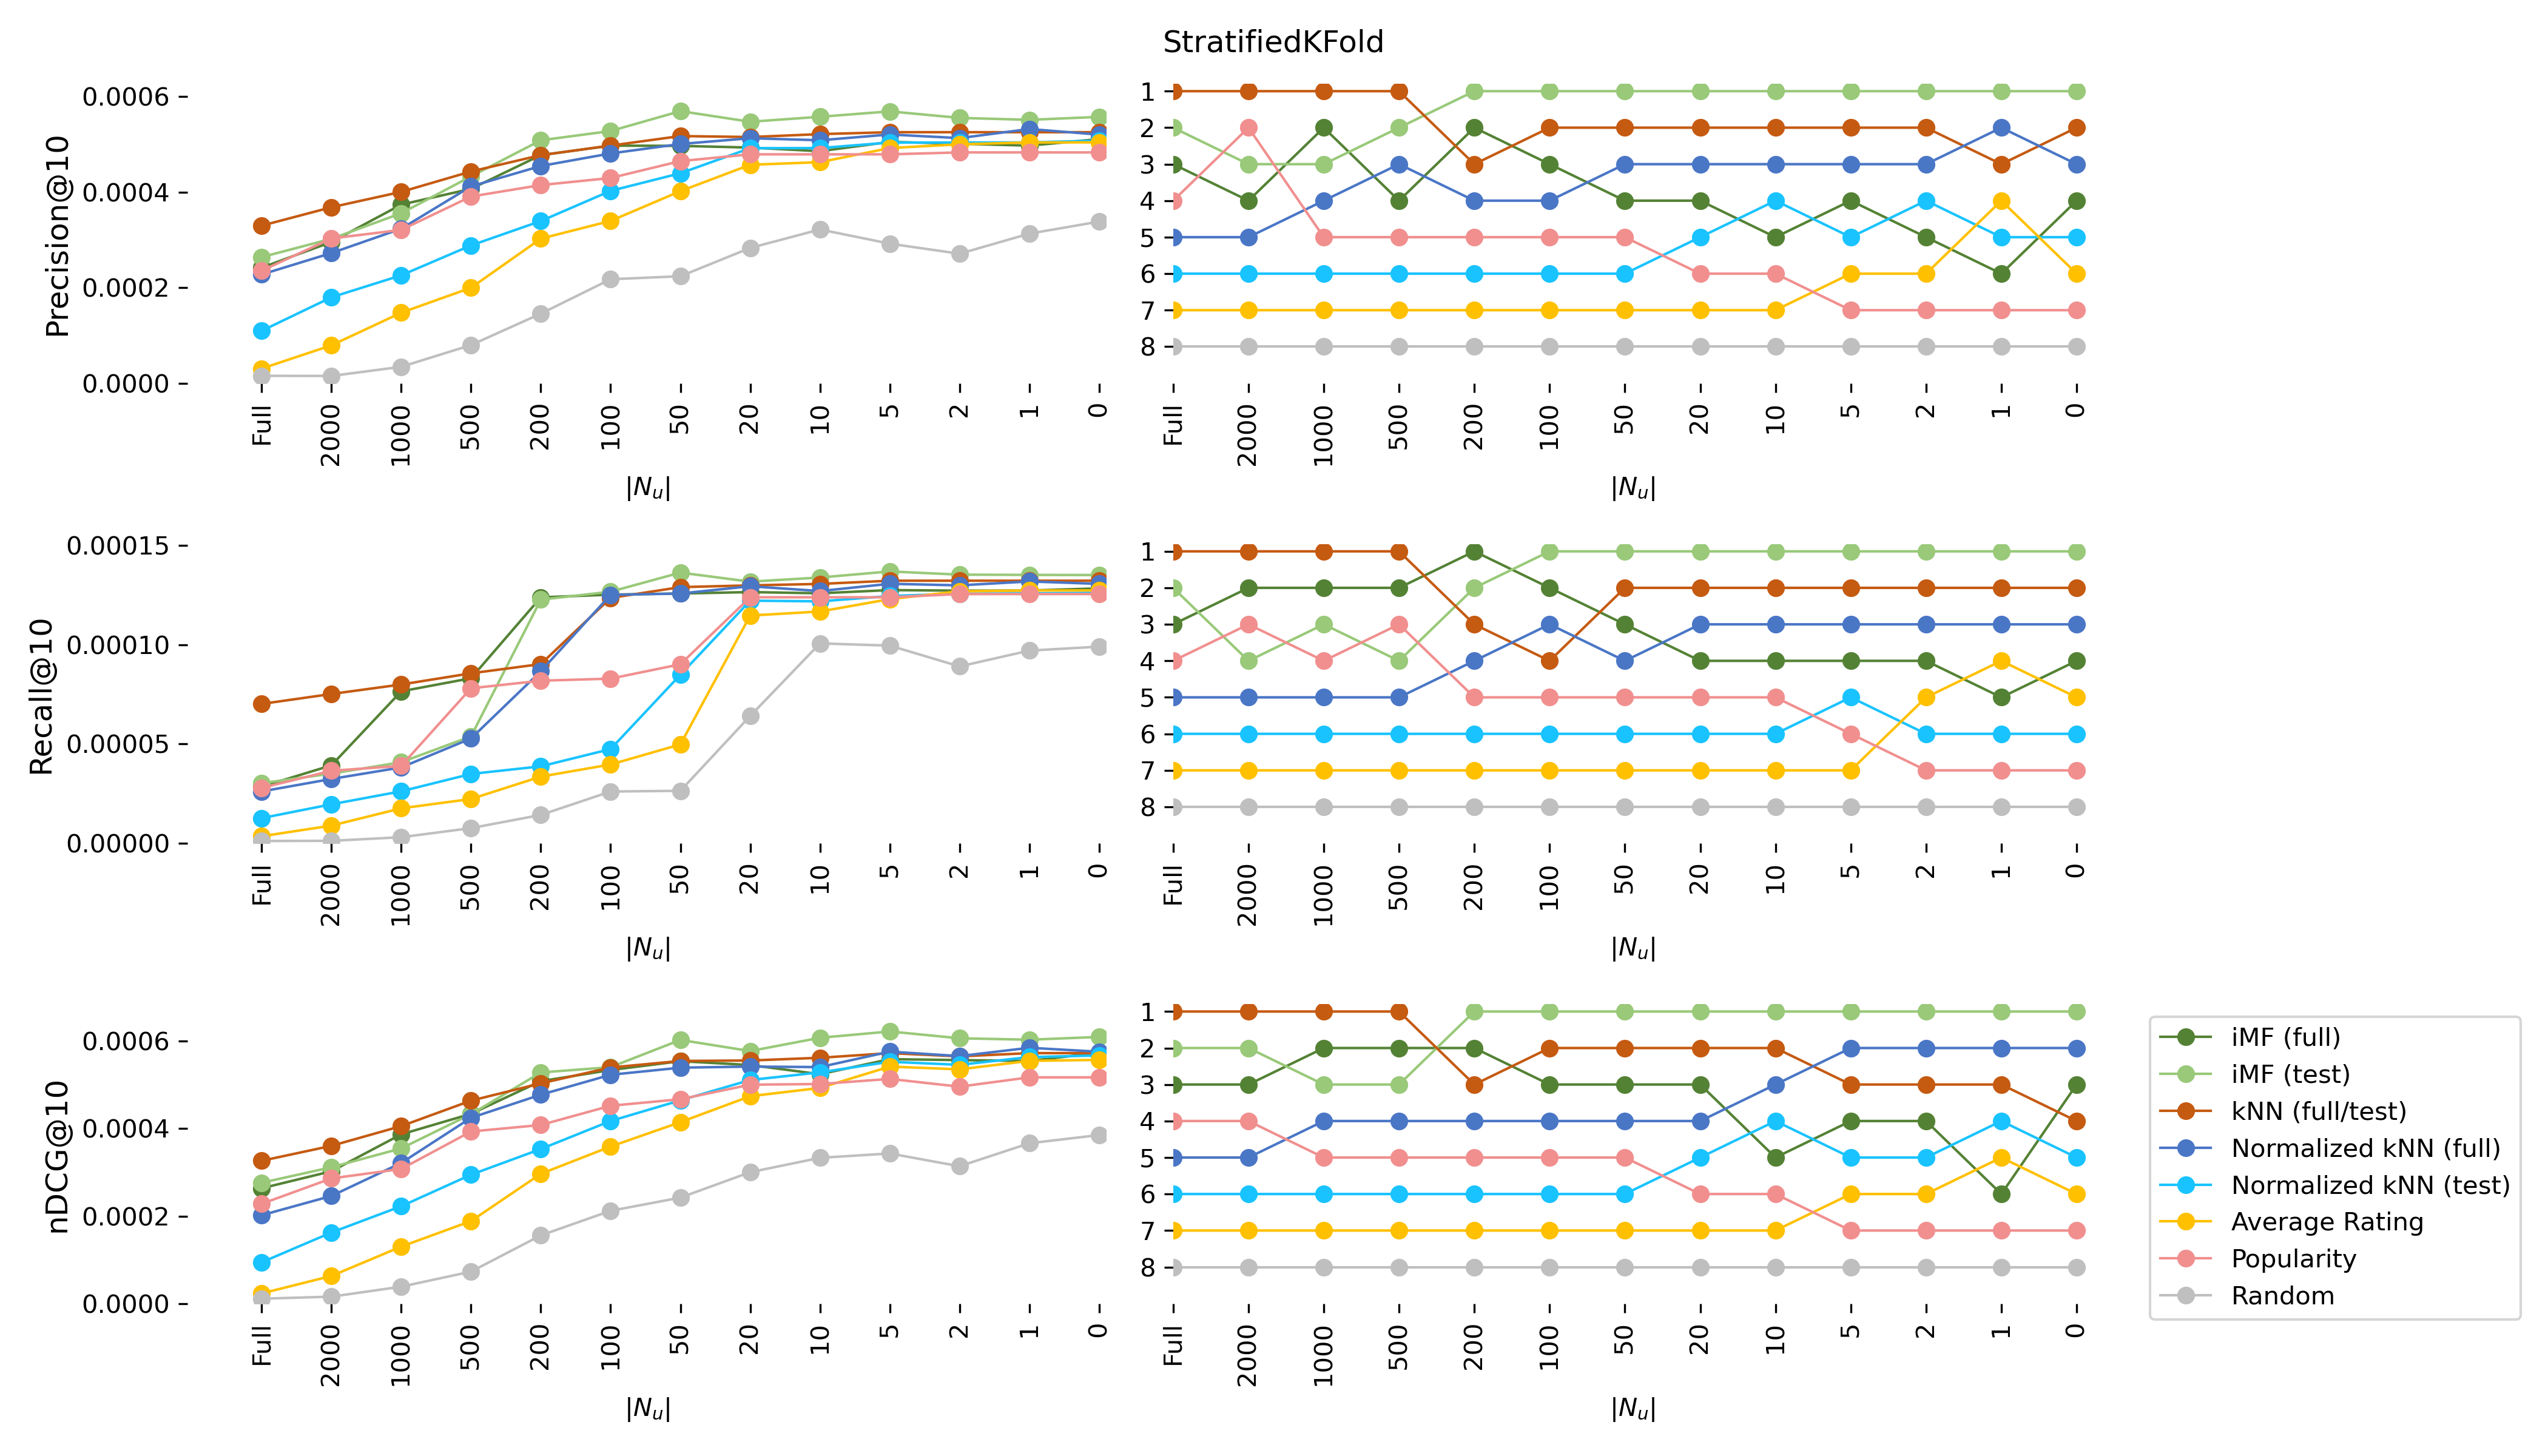 StratifiedKFold
Precision@10
0.0006
0.0004
0.0002
0.0000
Full 2000 1000 500 200 100 50 20 10 5 2 1 0
|Nu|
1
2
3
4
5
6
7
8
Full 2000 1000 500 200 100 50 20 10 5 2 1 0
|Nu|
Recall@10
0.00015
0.00010
0.00005
0.00000
Full 2000 1000 500 200 100 50 20 10 5 2 1 0
|Nu|
1
2
3
4
5
6
7
8
Full 2000 1000 500 200 100 50 20 10 5 2 1 0
|Nu|
nDCG@10
0.0006
0.0004
0.0002
0.0000
Full 2000 1000 500 200 100 50 20 10 5 2 1 0
|Nu|
1
2
3
4
5
6
7
8
Full 2000 1000 500 200 100 50 20 10 5 2 1 0
|Nu|
iMF (full)
iMF (test)
kNN (full/test)
Normalized kNN (full)
Normalized kNN (test)
Average Rating
Popularity
Random